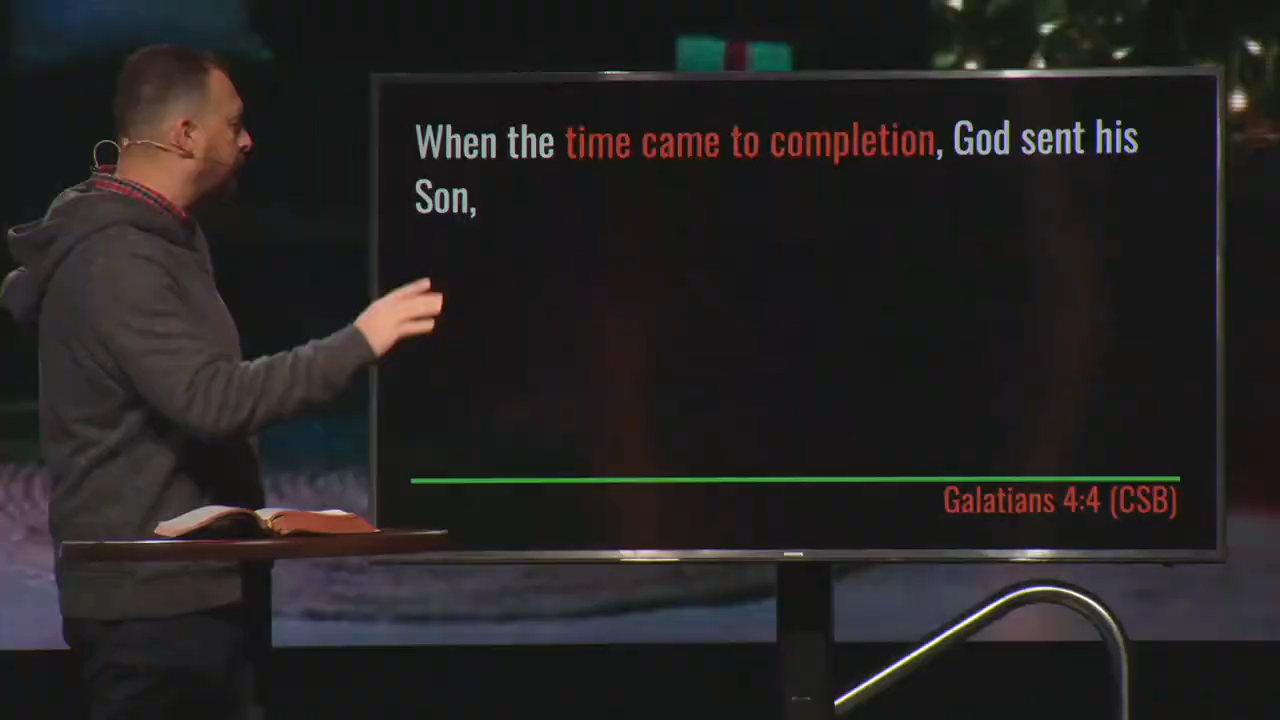 When the time came to completion, God sent his
Son,
Galatians 4:4 (CSB)